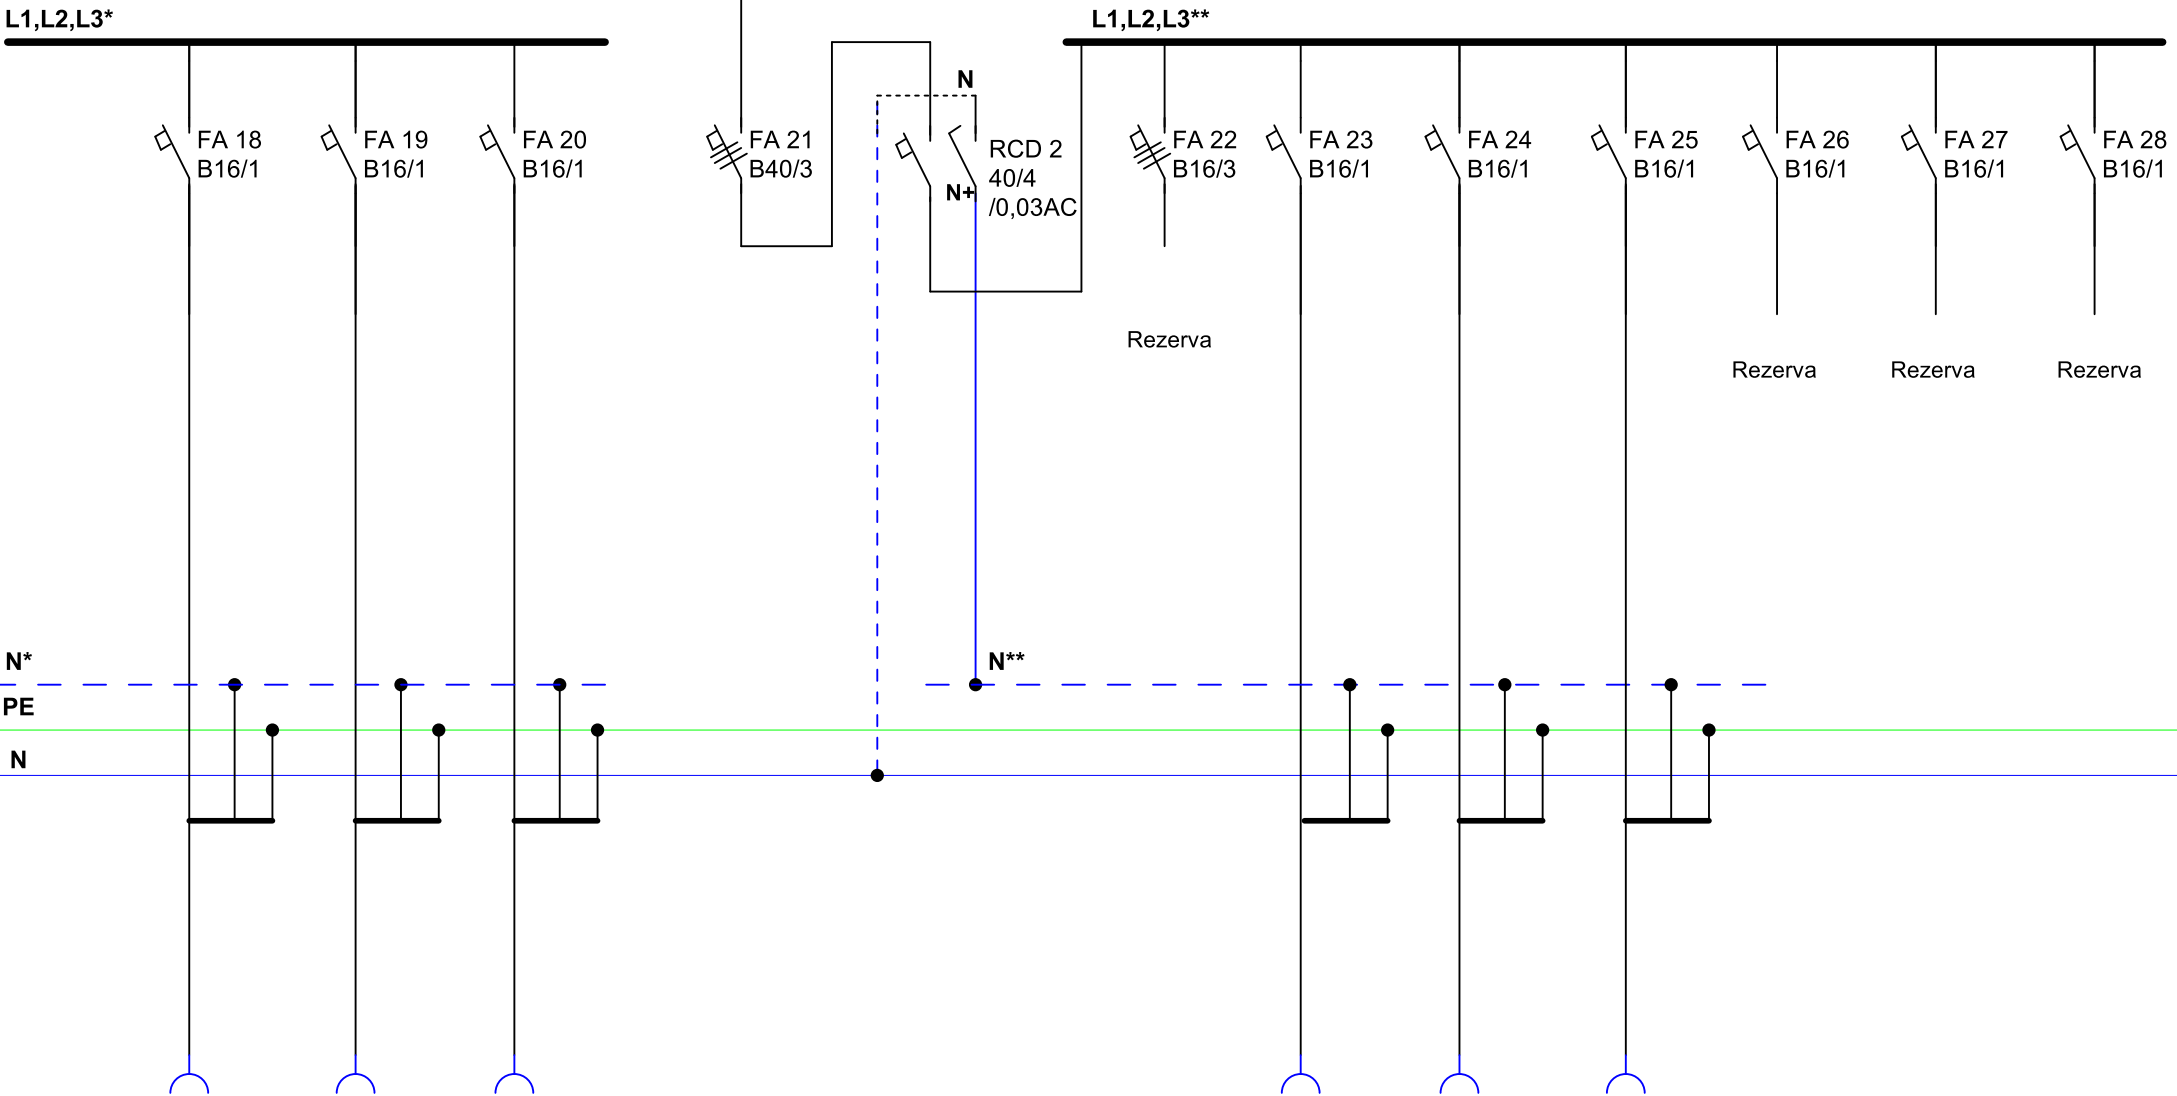 L1,L2,L3*
L1,L2,L3**
N
FA 18
B16/1
FA 19
B16/1
FA 20
B16/1
FA 21
B40/3
RCD 2
40/4
/0,03AC
N+
FA 22
B16/3
FA 23
B16/1
FA 24
B16/1
FA 25
B16/1
FA 26
B16/1
FA 27
B16/1
FA 28
B16/1
Rezerva
Rezerva
Rezerva
Rezerva
N*
N**
PE
N